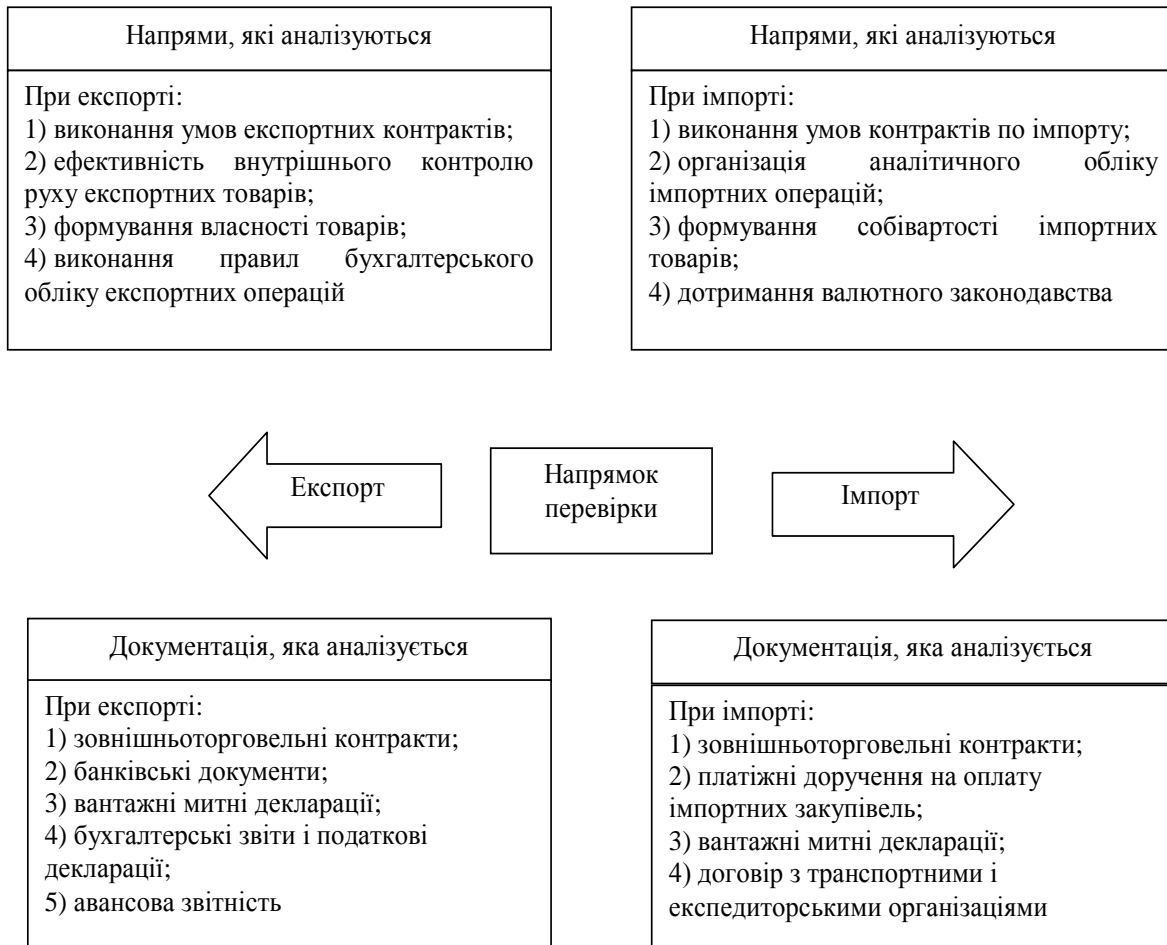 Напрями, які аналізуються
При експорті:
1) виконання умов експортних контрактів;
2) ефективність внутрішнього контролю
руху експортних товарів;
3) формування власності товарів;
4) виконання правил бухгалтерського
обліку експортних операцій
Напрями, які аналізуються
При імпорті:
1) виконання умов контрактів по імпорту;
2) організація аналітичного обліку
імпортних операцій;
3) формування собівартості імпортних
товарів;
4) дотримання валютного законодавства
Експорт
Напрямок
перевірки
Імпорт
Документація, яка аналізується
При експорті:
1) зовнішньоторговельні контракти;
2) банківські документи;
3) вантажні митні декларації;
4) бухгалтерські звіти і податкові
декларації;
5) авансова звітність
Документація, яка аналізується
При імпорті:
1) зовнішньоторговельні контракти;
2) платіжні доручення на оплату
імпортних закупівель;
3) вантажні митні декларації;
4) договір з транспортними і
експедиторськими організаціями